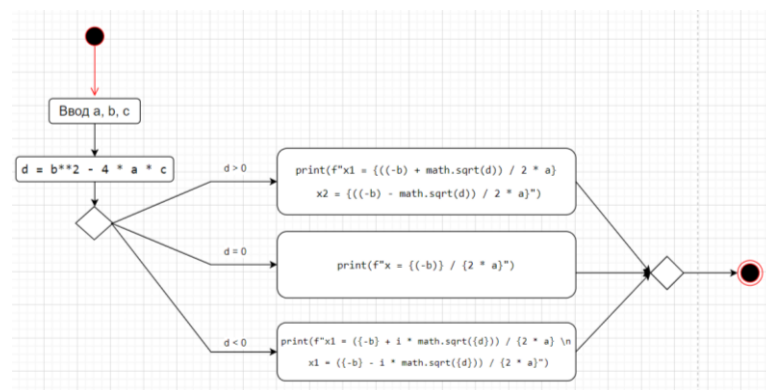 Ввод a, b, c
d = b**2 - 4 * a * c
d > 0
print(f"x1 = {((-b) + math.sqrt(d)) / 2 * a}
x2 = {((-b) - math.sqrt(d)) / 2 * a}")
d = 0
print(f"x = {(-b)} / {2 * a}")
d < 0
print(f"x1 = ({-b} + i * math.sqrt({d})) / {2 * a} \n
x1 = ({-b} - i * math.sqrt({d})) / {2 * a}")